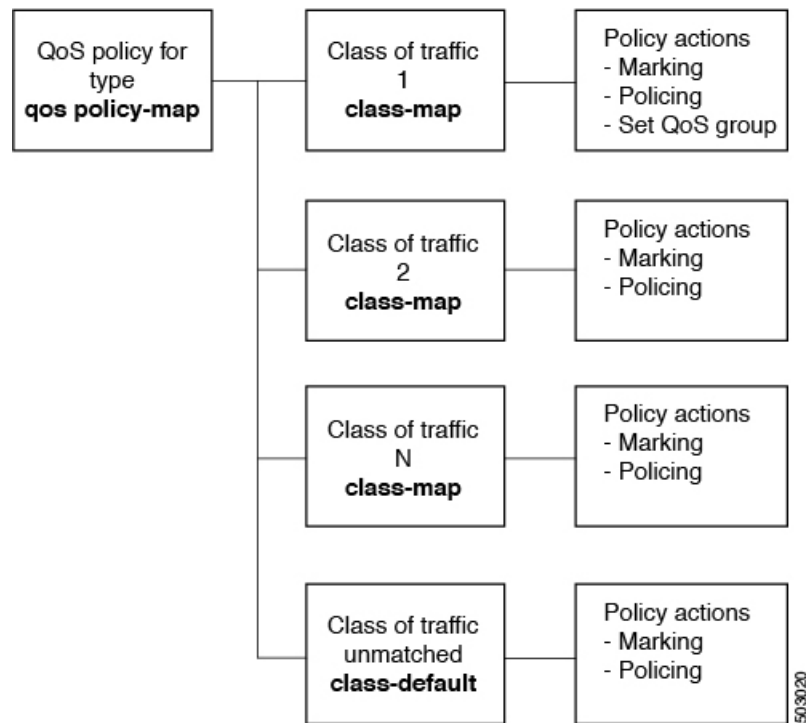 QoS policy for
type
qos policy-map
Class of traffic
1
class-map
Policy actions
- Marking
- Policing
- Set QoS group
Class of traffic
2
class-map
Policy actions
- Marking
- Policing
Class of traffic
N
class-map
Policy actions
- Marking
- Policing
Class of traffic
unmatched
class-default
Policy actions
- Marking
- Policing
503020